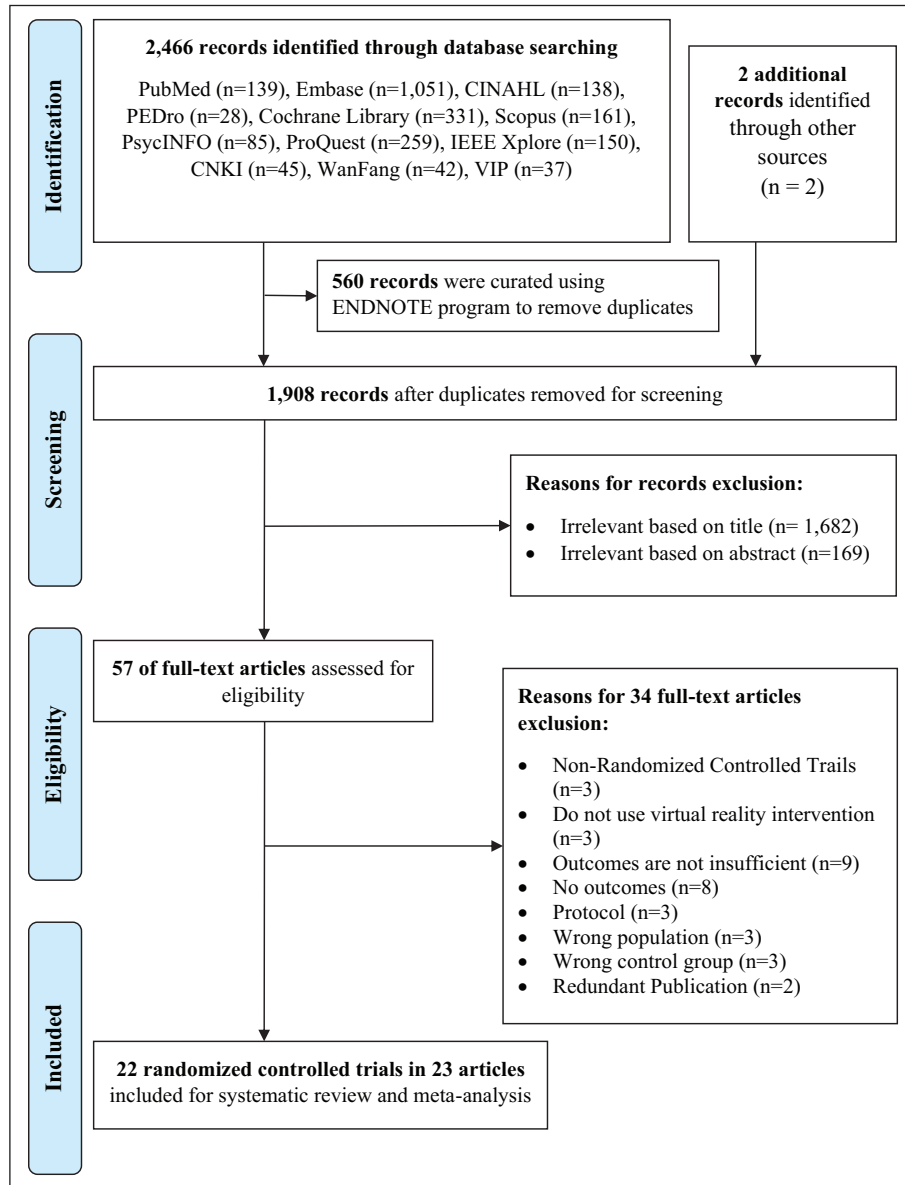 Identification
2,466 records identified through database searching
PubMed (n=139), Embase (n=1,051), CINAHL (n=138),
PEDro (n=28), Cochrane Library (n=331), Scopus (n=161),
PsycINFO (n=85), ProQuest (n=259), IEEE Xplore (n=150),
CNKI (n=45), WanFang (n=42), VIP (n=37)
2 additional
records identified
through other
sources
(n = 2)
560 records were curated using
ENDNOTE program to remove duplicates
Screening
1,908 records after duplicates removed for screening
Reasons for records exclusion:
• Irrelevant based on title (n= 1,682)
• Irrelevant based on abstract (n=169)
Eligibility
57 of full-text articles assessed for
eligibility
Reasons for 34 full-text articles
exclusion:
• Non-Randomized Controlled Trails
(n=3)
• Do not use virtual reality intervention
(n=3)
• Outcomes are not insufficient (n=9)
• No outcomes (n=8)
• Protocol (n=3)
• Wrong population (n=3)
• Wrong control group (n=3)
• Redundant Publication (n=2)
Included
22 randomized controlled trials in 23 articles
included for systematic review and meta-analysis